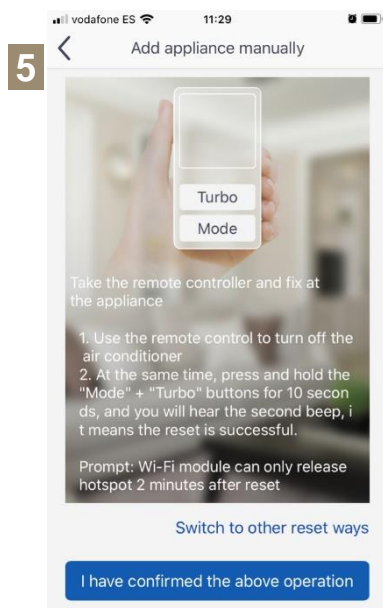 vodafone ES 11:29
Add appliance manually
5
Turbo
Mode
Take the remote controller and fix at
the appliance
1. Use the remote control to turn off the
air conditioner
2. At the same time, press and hold the
"Mode" + "Turbo" buttons for 10 secon
ds, and you will hear the second beep, i
t means the reset is successful.
Prompt: Wi-Fi module can only release
hotspot 2 minutes after reset
Switch to other reset ways
I have confirmed the above operation